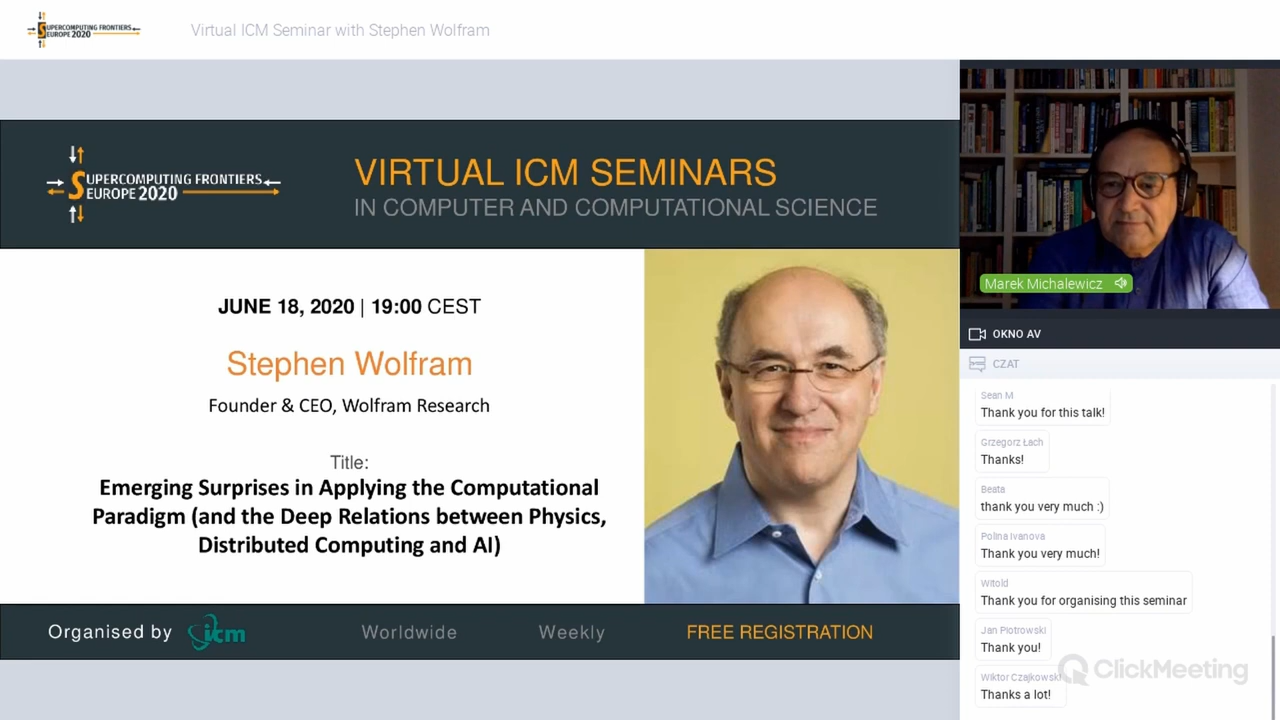 SUPERCOMPUTING FRONTIERS
EUROPE 2020
Virtual ICM Seminar with Stephen Wolfram
SUPERCOMPUTING FRONTIERS
EUROPE 2020
VIRTUAL ICM SEMINARS
IN COMPUTER AND COMPUTATIONAL SCIENCE
JUNE 18, 2020 | 19:00 CEST
Stephen Wolfram
Founder & CEO, Wolfram Research
Title:
Emerging Surprises in Applying the Computational
Paradigm (and the Deep Relations between Physics,
Distributed Computing and AI)
Organised by icm
Worldwide
Weekly
FREE REGISTRATION
Marek Michalewicz
OKNO AV
CZAT
Sean M
Thank you for this talk!
Grzegorz Łach
Thanks!
Beata
thank you very much :)
Polina Ivanova
Thank you very much!
Witold
Thank you for organising this seminar
Jan Piotrowski
Thank you!
Wiktor Czajkowski
Thanks a lot!
ClickMeeting